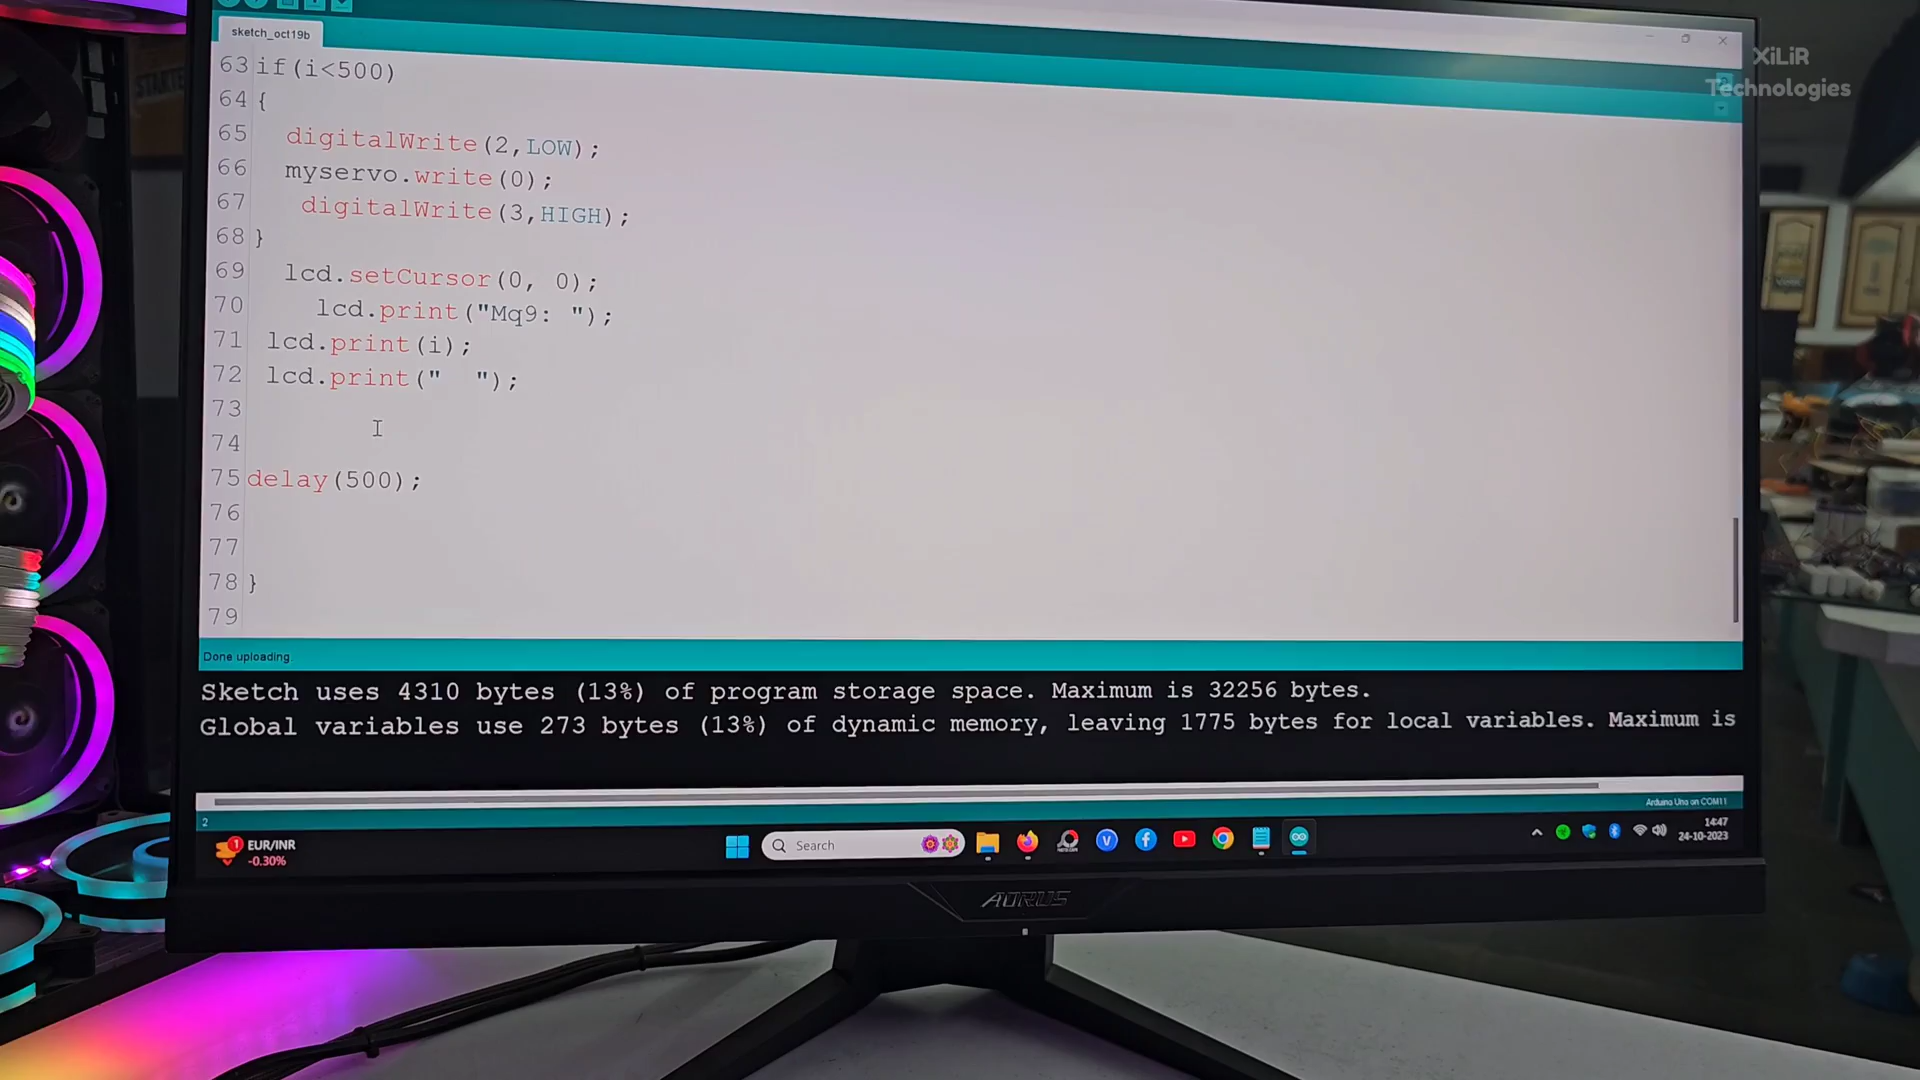 sketch_oct19b
XiLiR
Technologies
63 if(i<500)
64 {
65 digitalWrite(2,LOW);
66 myservo.write(0);
67 digitalWrite(3,HIGH);
68 }
69 lcd.setCursor(0, 0);
70 lcd.print("Mq9: ");
71 lcd.print(i);
72 lcd.print("  ");
73
74
75 delay(500);
76
77
78 }
79
Done uploading.
Sketch uses 4310 bytes (13%) of program storage space. Maximum is 32256 bytes.
Global variables use 273 bytes (13%) of dynamic memory, leaving 1775 bytes for local variables. Maximum is
2
Arduino Uno on COM11
1
EUR/INR
-0.30%
Search
V
14:47
24-10-2023
AORUS